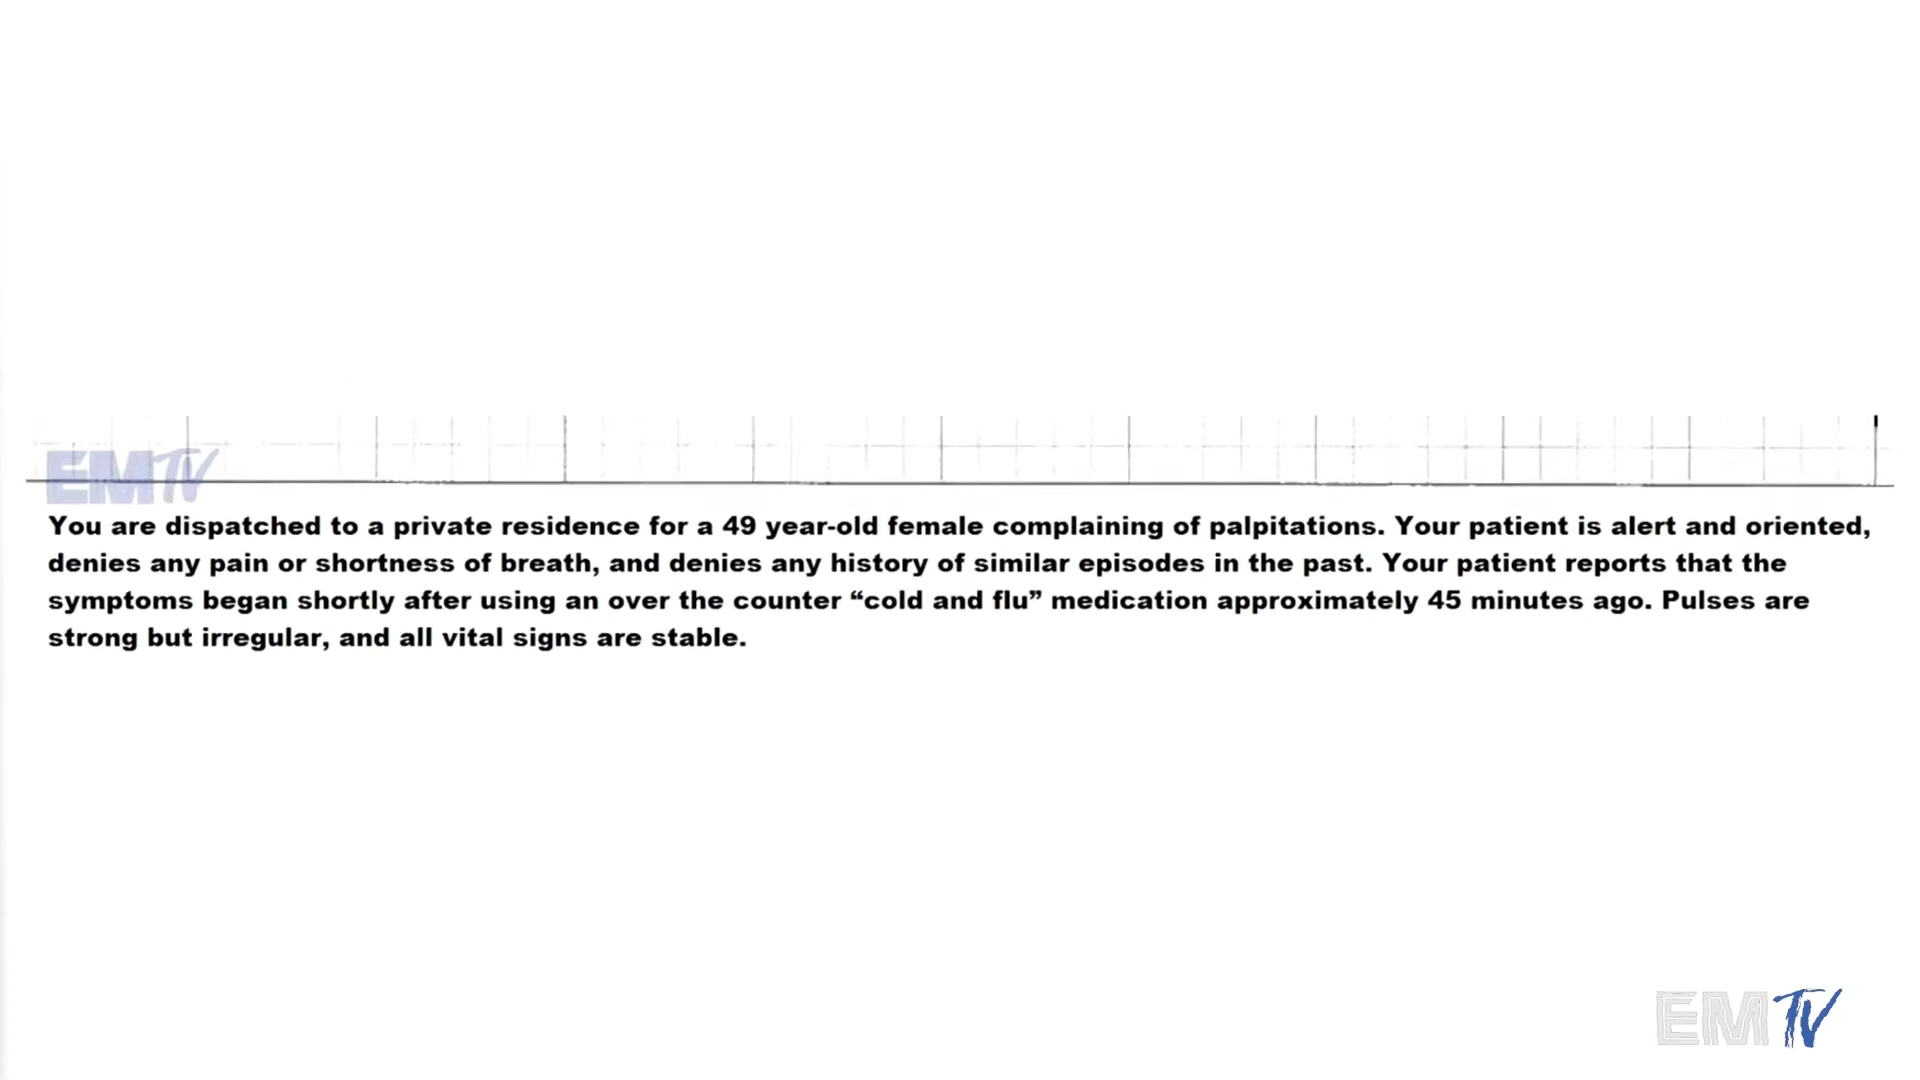 EMTV
You are dispatched to a private residence for a 49 year-old female complaining of palpitations. Your patient is alert and oriented,
denies any pain or shortness of breath, and denies any history of similar episodes in the past. Your patient reports that the
symptoms began shortly after using an over the counter “cold and flu” medication approximately 45 minutes ago. Pulses are
strong but irregular, and all vital signs are stable.
EMTV